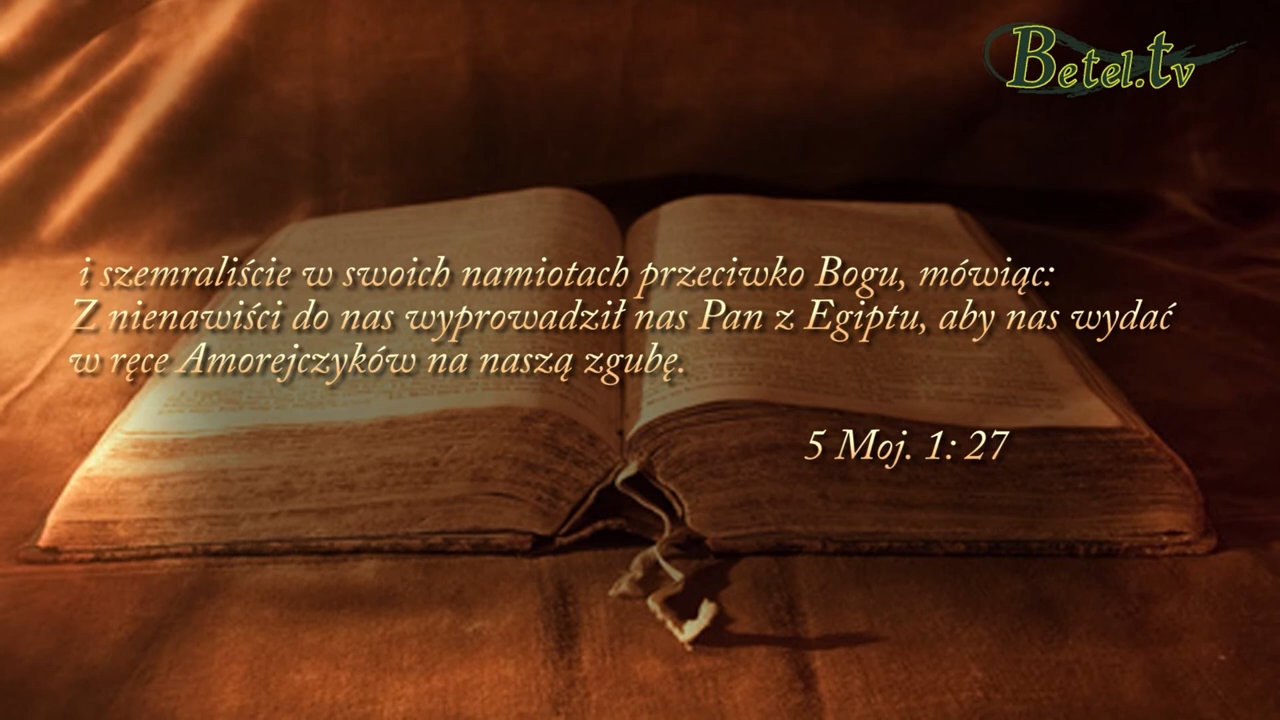 Betel.tv
i szemraliście w swoich namiotach przeciwko Bogu, mówiąc:
Z nienawiści do nas wyprowadził nas Pan z Egiptu, aby nas wydać
w ręce Amorejczyków na naszą zgubę.
5 Moj. 1: 27